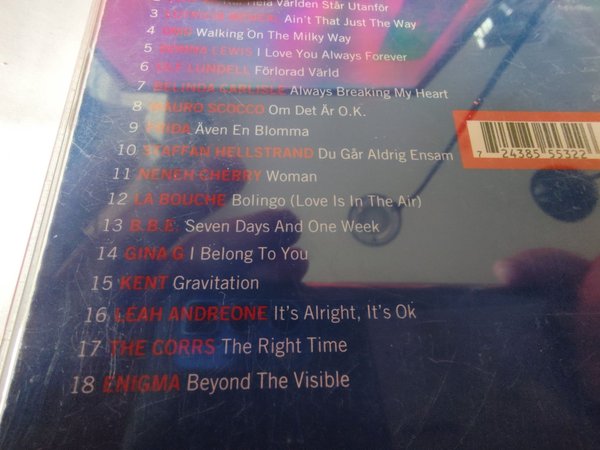 Hela Världen Står Utanför
3 Ain't That Just The Way
4 OMD Walking On The Milky Way
5 DONNA LEWIS I Love You Always Forever
6 ULF LUNDELL Förlorad Värld
7 BELINDA CARLISLE Always Breaking My Heart
8 MAURO SCOCCO Om Det Är O.K.
9 FRIDA Även En Blomma
10 STAFFAN HELLSTRAND Du Går Aldrig Ensam
11 NENEH CHERRY Woman
12 LA BOUCHE Bolingo (Love Is In The Air)
13 B.B.E. Seven Days And One Week
14 GINA G I Belong To You
15 KENT Gravitation
16 LEAH ANDREONE It's Alright, It's Ok
17 THE CORRS The Right Time
18 ENIGMA Beyond The Visible
7 24385 55322